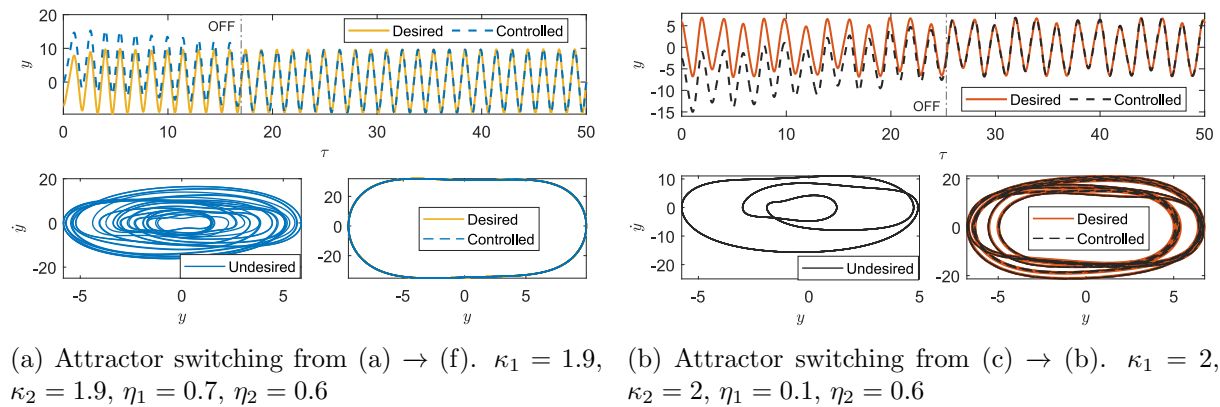 20
10
0
y
OFF
Desired
Controlled
0 10 20 30 40 50
τ
20
0
-20
ẏ
Undesired
-5 0 5
y
20
0
-20
Desired
Controlled
-5 0 5
y
(a) Attractor switching from (a) → (f). κ1 = 1.9,
κ2 = 1.9, η1 = 0.7, η2 = 0.6
5
0
-5
-10
-15
y
OFF
Desired
Controlled
0 10 20 30 40 50
τ
10
0
-10
-20
ẏ
Undesired
-5 0 5
y
20
10
0
-10
-20
Desired
Controlled
-5 0 5
y
(b) Attractor switching from (c) → (b). κ1 = 2,
κ2 = 2, η1 = 0.1, η2 = 0.6